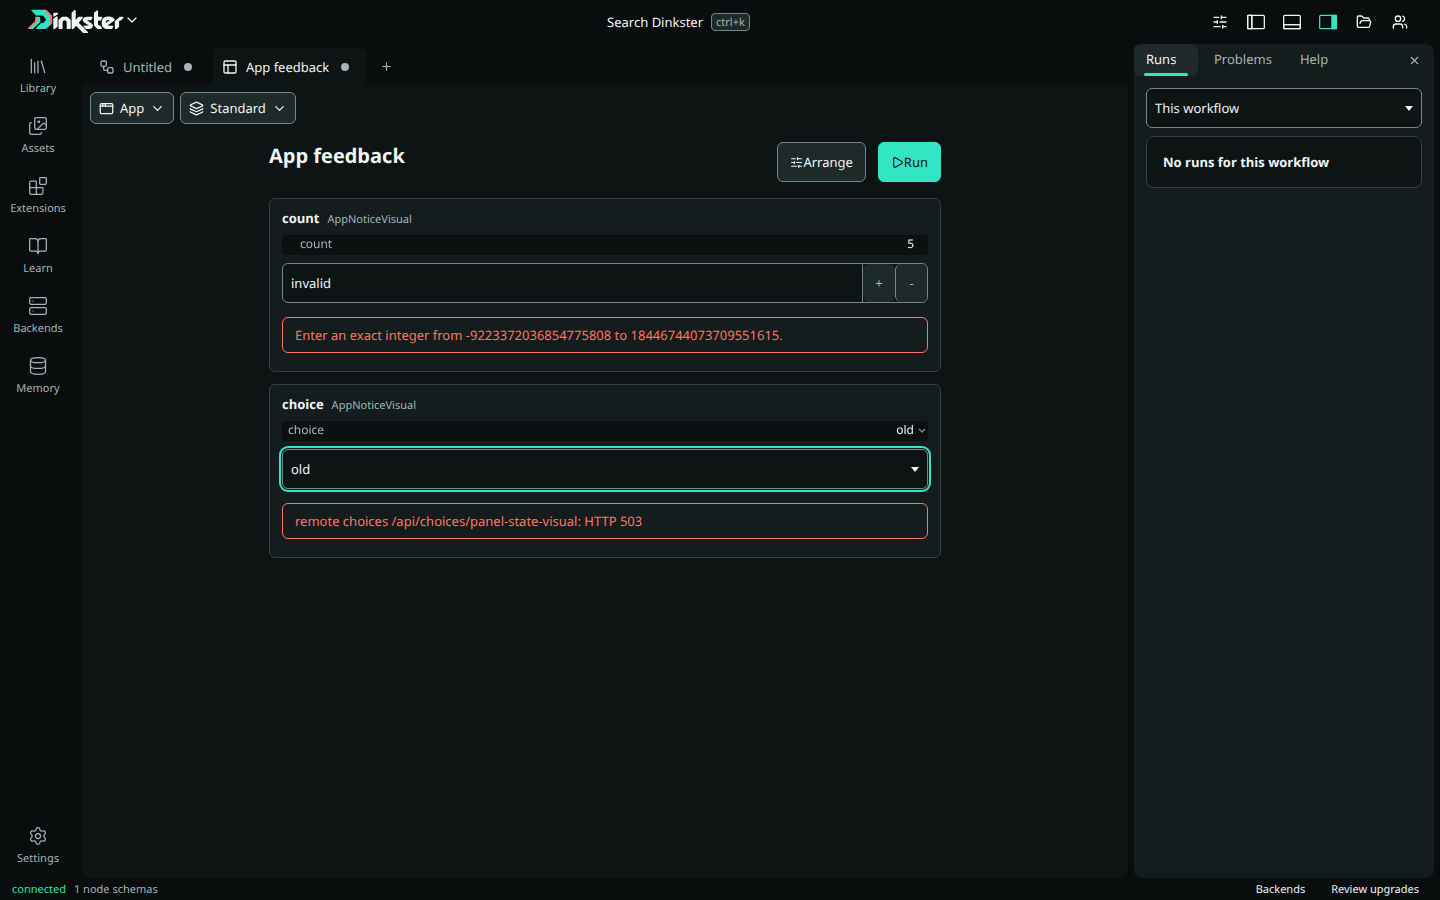 Dinkster
Search Dinkster ctrl+k
Library
Assets
Extensions
Learn
Backends
Memory
Settings
Untitled
App feedback
+
App
Standard
App feedback
Arrange
Run
count AppNoticeVisual
count 5
invalid + -
Enter an exact integer from -9223372036854775808 to 18446744073709551615.
choice AppNoticeVisual
choice old
old
remote choices /api/choices/panel-state-visual: HTTP 503
Runs Problems Help
This workflow
No runs for this workflow
connected 1 node schemas
Backends Review upgrades